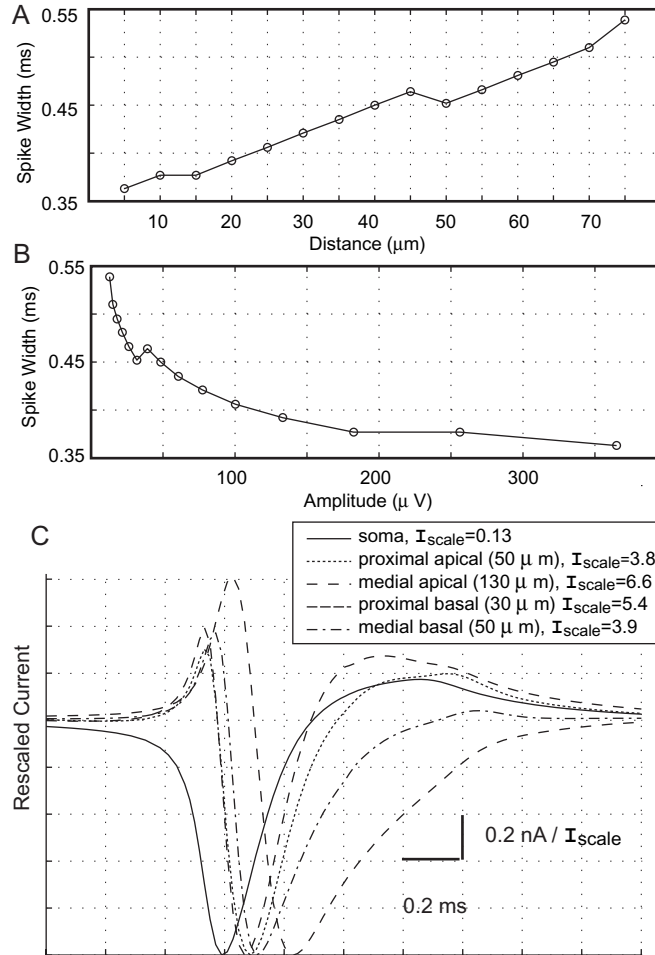 A
0.55
0.45
0.35
Spike Width (ms)
10 20 30 40 50 60 70
Distance (μm)
B
0.55
0.45
0.35
Spike Width (ms)
100 200 300
Amplitude (μ V)
C
soma, Iscale=0.13
proximal apical (50 μ m), Iscale=3.8
medial apical (130 μ m), Iscale=6.6
proximal basal (30 μ m) Iscale=5.4
medial basal (50 μ m), Iscale=3.9
Rescaled Current
0.2 nA / Iscale
0.2 ms